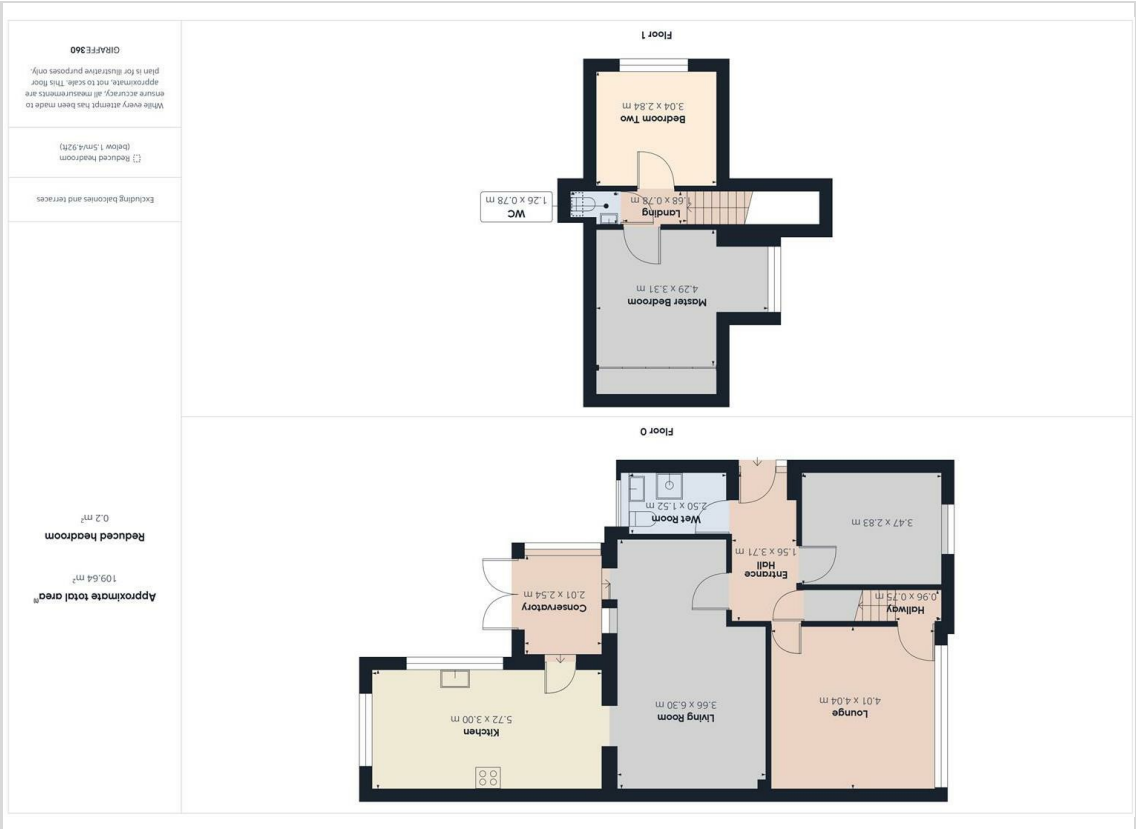 Lounge
4.01 x 4.04 m
Living Room
3.66 x 6.30 m
Kitchen
5.72 x 3.00 m
Hallway
0.96 x 0.75 m
Entrance
Hall
1.56 x 3.71 m
Conservatory
2.01 x 2.54 m
3.47 x 2.83 m
Wet Room
2.50 x 1.52 m
Floor 0
Master Bedroom
4.29 x 3.31 m
Landing
1.68 x 0.78 m
WC
1.26 x 0.78 m
Bedroom Two
3.04 x 2.84 m
Floor 1
Approximate total area⁽¹⁾
109.64 m²
Reduced headroom
0.2 m²
Excluding balconies and terraces
Reduced headroom
(below 1.5m/4.92ft)
While every attempt has been made to
ensure accuracy, all measurements are
approximate, not to scale. This floor
plan is for illustrative purposes only.
GIRAFFE360